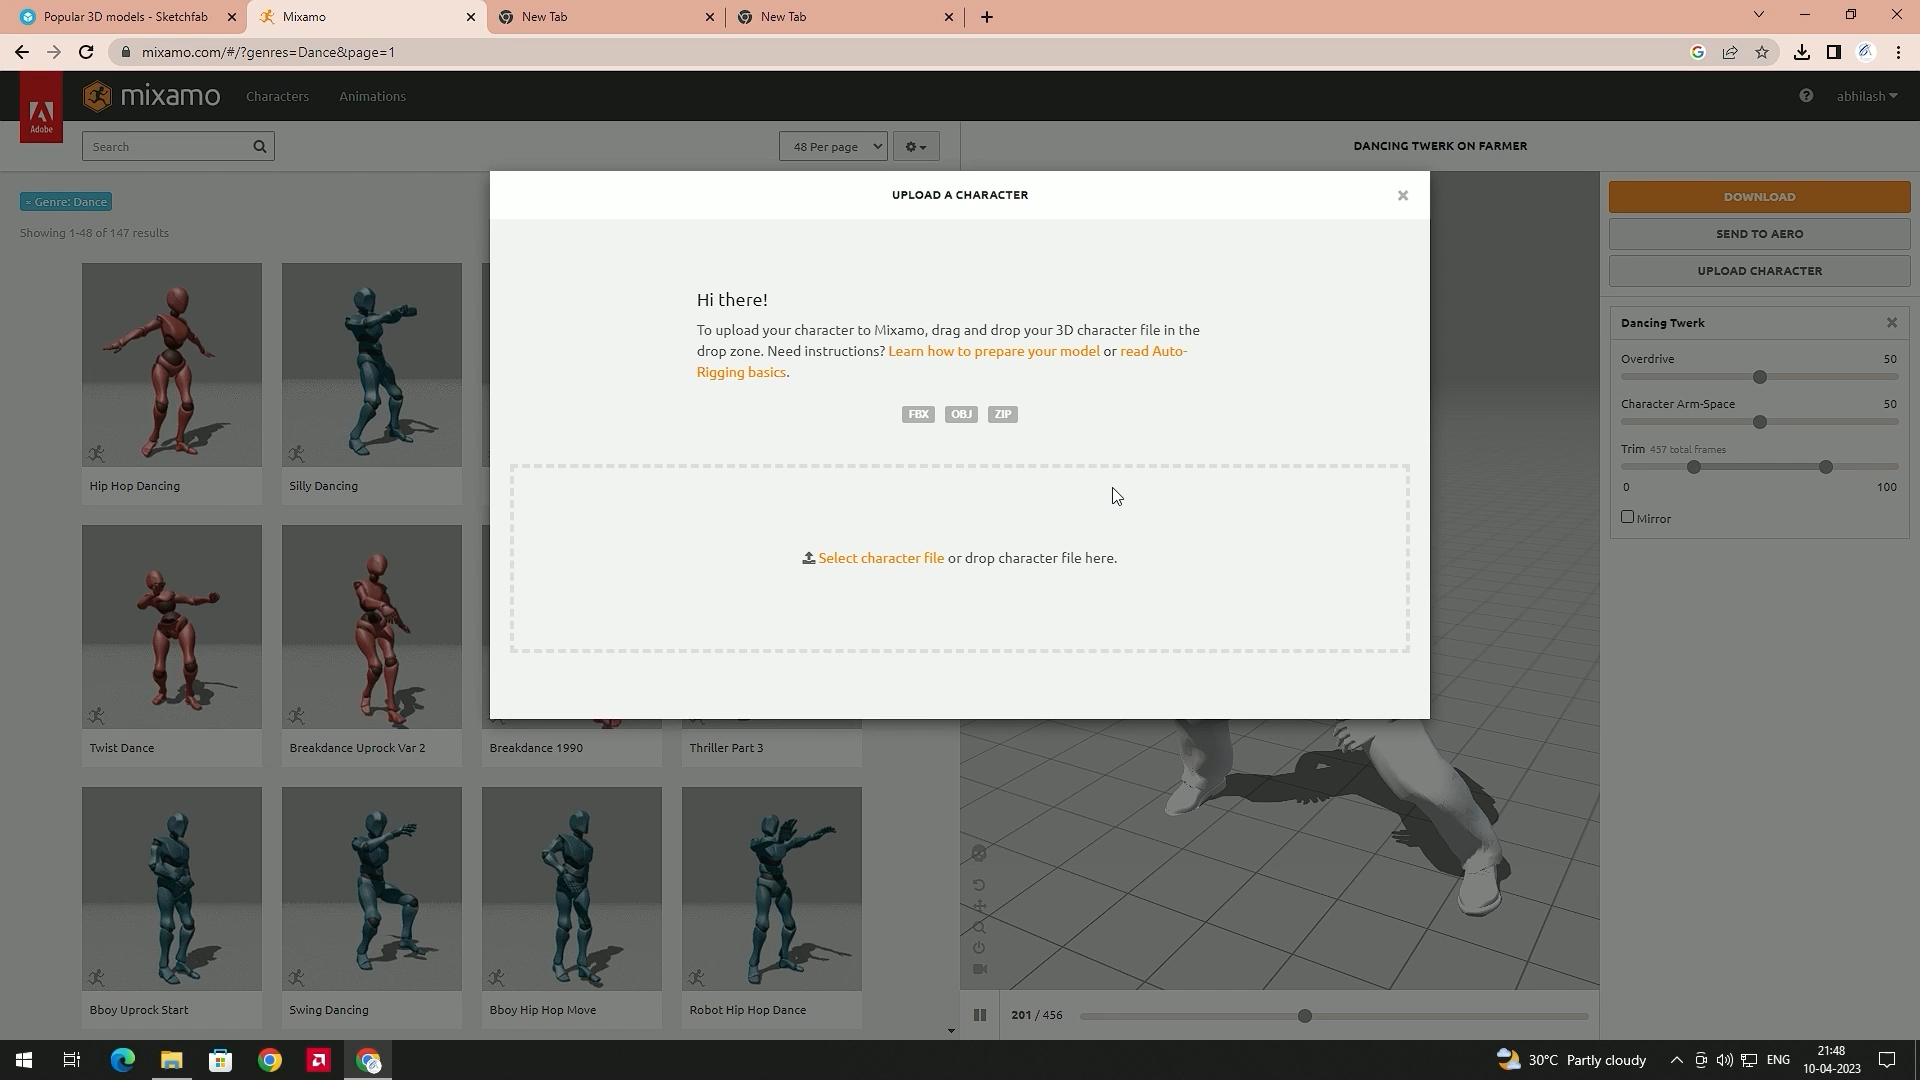 Popular 3D models - Sketchfab
Mixamo
New Tab
New Tab
mixamo.com/#/?genres=Dance&page=1
Adobe
mixamo
Characters
Animations
abhilash
Search
48 Per page
DANCING TWERK ON FARMER
× Genre: Dance
Showing 1-48 of 147 results
UPLOAD A CHARACTER
Hi there!
To upload your character to Mixamo, drag and drop your 3D character file in the
drop zone. Need instructions? Learn how to prepare your model or read Auto-
Rigging basics.
FBX OBJ ZIP
Select character file or drop character file here.
DOWNLOAD
SEND TO AERO
UPLOAD CHARACTER
Dancing Twerk
Overdrive 50
Character Arm-Space 50
Trim 457 total frames
0 100
Mirror
Hip Hop Dancing
Silly Dancing
Twist Dance
Breakdance Uprock Var 2
Breakdance 1990
Thriller Part 3
Bboy Uprock Start
Swing Dancing
Bboy Hip Hop Move
Robot Hip Hop Dance
201 / 456
30°C Partly cloudy
ENG
21:48
10-04-2023